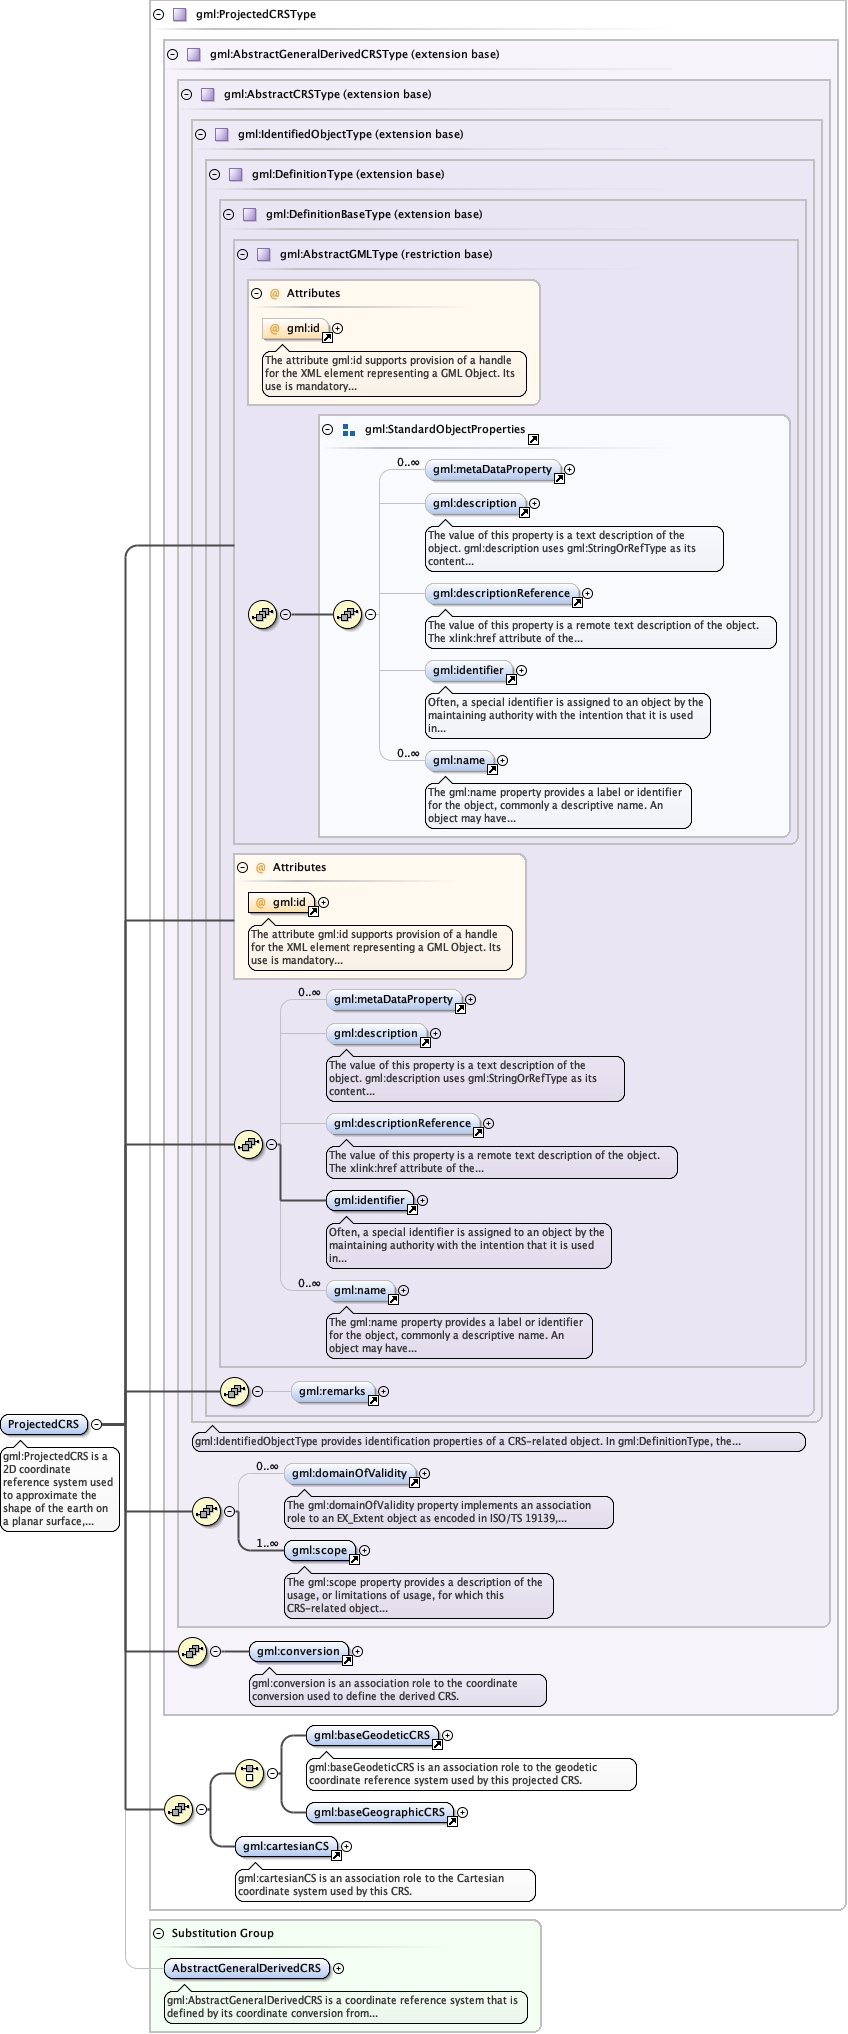 gml:ProjectedCRSType
gml:AbstractGeneralDerivedCRSType (extension base)
gml:AbstractCRSType (extension base)
gml:IdentifiedObjectType (extension base)
gml:DefinitionType (extension base)
gml:DefinitionBaseType (extension base)
gml:AbstractGMLType (restriction base)
@ Attributes
@ gml:id
The attribute gml:id supports provision of a handle
for the XML element representing a GML Object. Its
use is mandatory...
gml:StandardObjectProperties
0..∞
gml:metaDataProperty
gml:description
The value of this property is a text description of the
object. gml:description uses gml:StringOrRefType as its
content...
gml:descriptionReference
The value of this property is a remote text description of the object.
The xlink:href attribute of the...
gml:identifier
Often, a special identifier is assigned to an object by the
maintaining authority with the intention that it is used
in...
0..∞
gml:name
The gml:name property provides a label or identifier
for the object, commonly a descriptive name. An
object may have...
@ Attributes
@ gml:id
The attribute gml:id supports provision of a handle
for the XML element representing a GML Object. Its
use is mandatory...
0..∞
gml:metaDataProperty
gml:description
The value of this property is a text description of the
object. gml:description uses gml:StringOrRefType as its
content...
gml:descriptionReference
The value of this property is a remote text description of the object.
The xlink:href attribute of the...
gml:identifier
Often, a special identifier is assigned to an object by the
maintaining authority with the intention that it is used
in...
0..∞
gml:name
The gml:name property provides a label or identifier
for the object, commonly a descriptive name. An
object may have...
gml:remarks
ProjectedCRS
gml:ProjectedCRS is a
2D coordinate
reference system used
to approximate the
shape of the earth on
a planar surface,...
gml:IdentifiedObjectType provides identification properties of a CRS-related object. In gml:DefinitionType, the...
0..∞
gml:domainOfValidity
The gml:domainOfValidity property implements an association
role to an EX_Extent object as encoded in ISO/TS 19139,...
1..∞
gml:scope
The gml:scope property provides a description of the
usage, or limitations of usage, for which this
CRS-related object...
gml:conversion
gml:conversion is an association role to the coordinate
conversion used to define the derived CRS.
gml:baseGeodeticCRS
gml:baseGeodeticCRS is an association role to the geodetic
coordinate reference system used by this projected CRS.
gml:baseGeographicCRS
gml:cartesianCS
gml:cartesianCS is an association role to the Cartesian
coordinate system used by this CRS.
Substitution Group
AbstractGeneralDerivedCRS
gml:AbstractGeneralDerivedCRS is a coordinate reference system that is
defined by its coordinate conversion from...